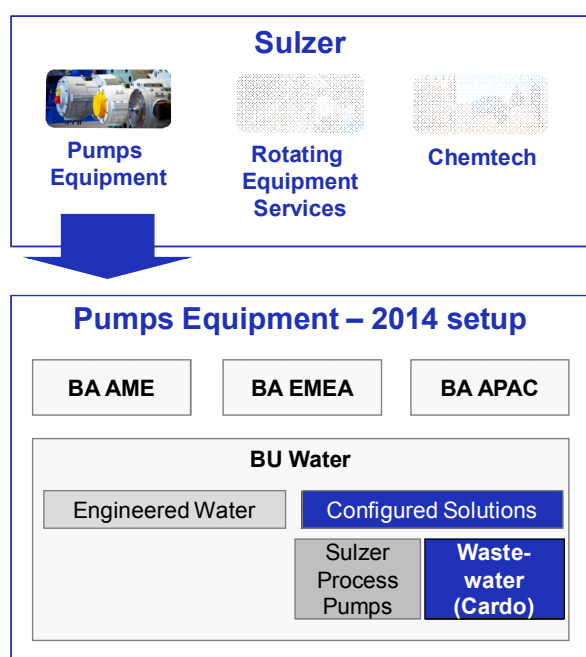 Sulzer
Pumps
Equipment
Rotating
Equipment
Services
Chemtech
Pumps Equipment – 2014 setup
BA AME
BA EMEA
BA APAC
BU Water
Engineered Water
Configured Solutions
Sulzer
Process
Pumps
Waste-
water
(Cardo)